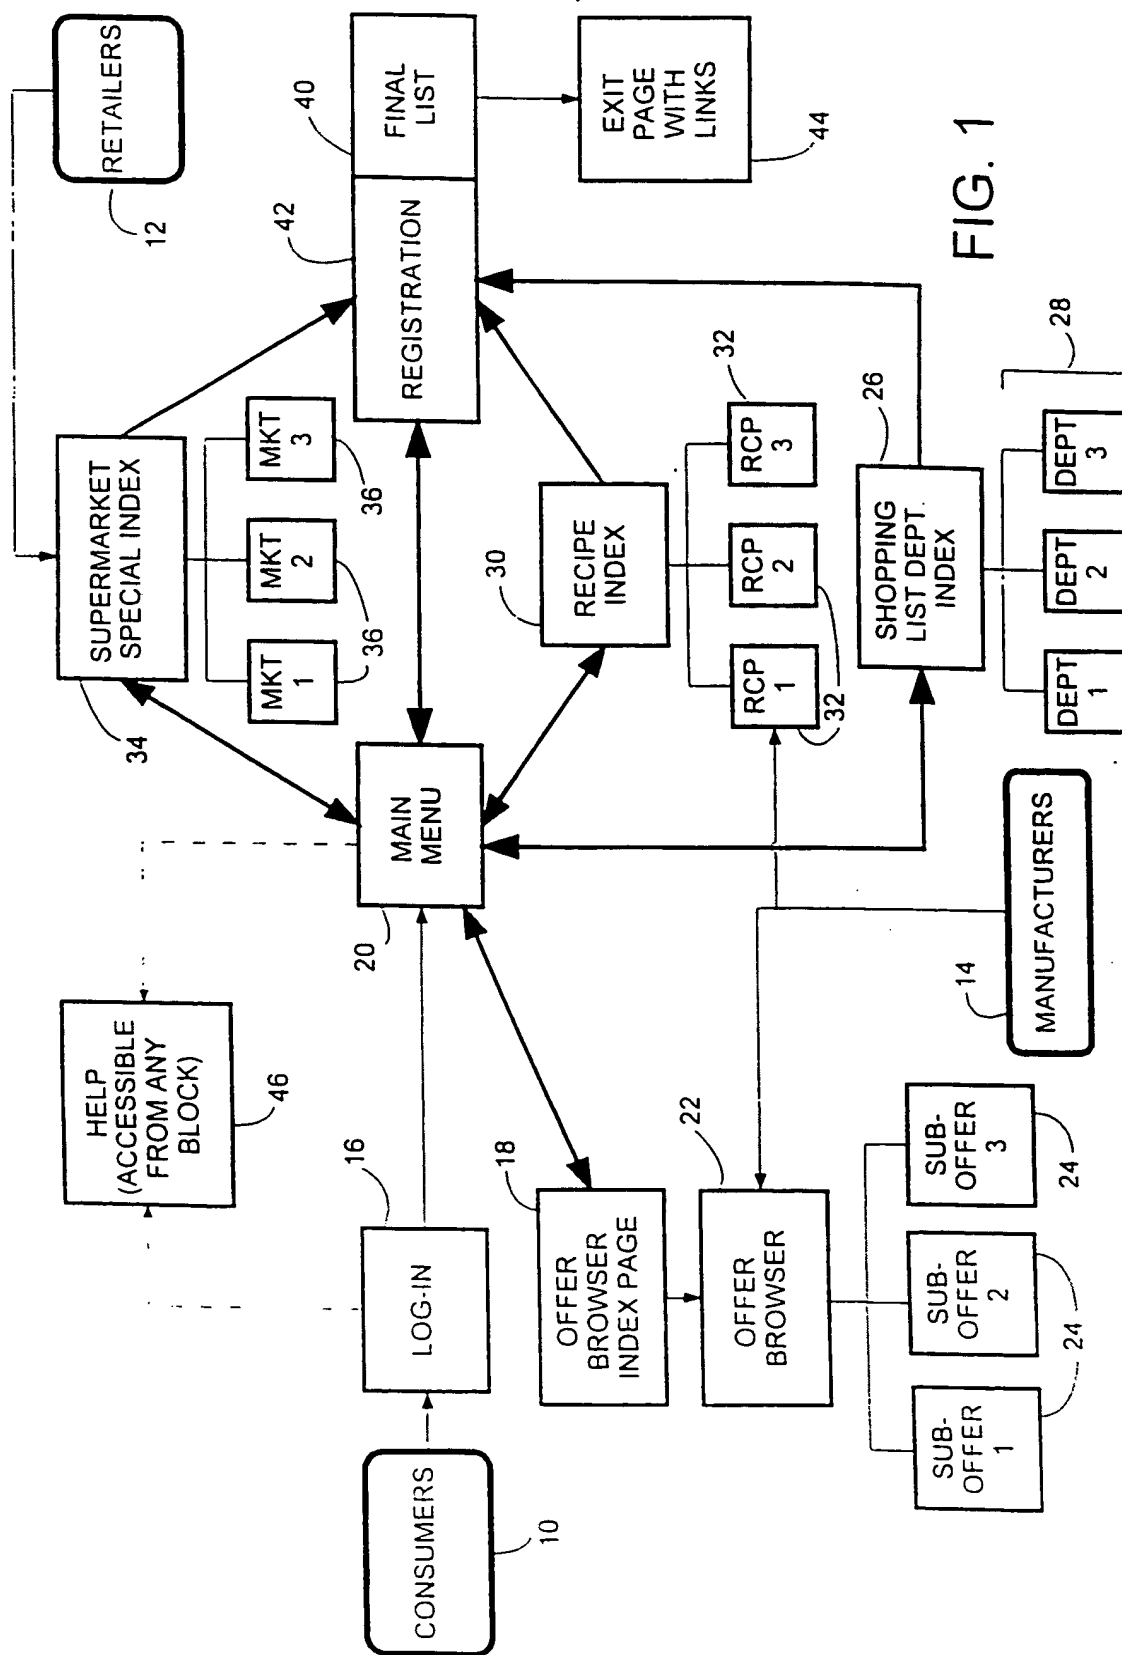 RETAILERS
12
SUPERMARKET
SPECIAL INDEX
34
MKT
1
MKT
2
MKT
3
36
36
HELP
(ACCESSIBLE
FROM ANY
BLOCK)
46
CONSUMERS
10
LOG-IN
16
MAIN
MENU
20
REGISTRATION
42
FINAL
LIST
40
EXIT
PAGE
WITH
LINKS
44
OFFER
BROWSER
INDEX PAGE
18
OFFER
BROWSER
22
SUB-
OFFER
1
SUB-
OFFER
2
SUB-
OFFER
3
24
24
RECIPE
INDEX
30
RCP
1
RCP
2
RCP
3
32
32
32
SHOPPING
LIST DEPT.
INDEX
26
DEPT
1
DEPT
2
DEPT
3
28
MANUFACTURERS
14
FIG. 1